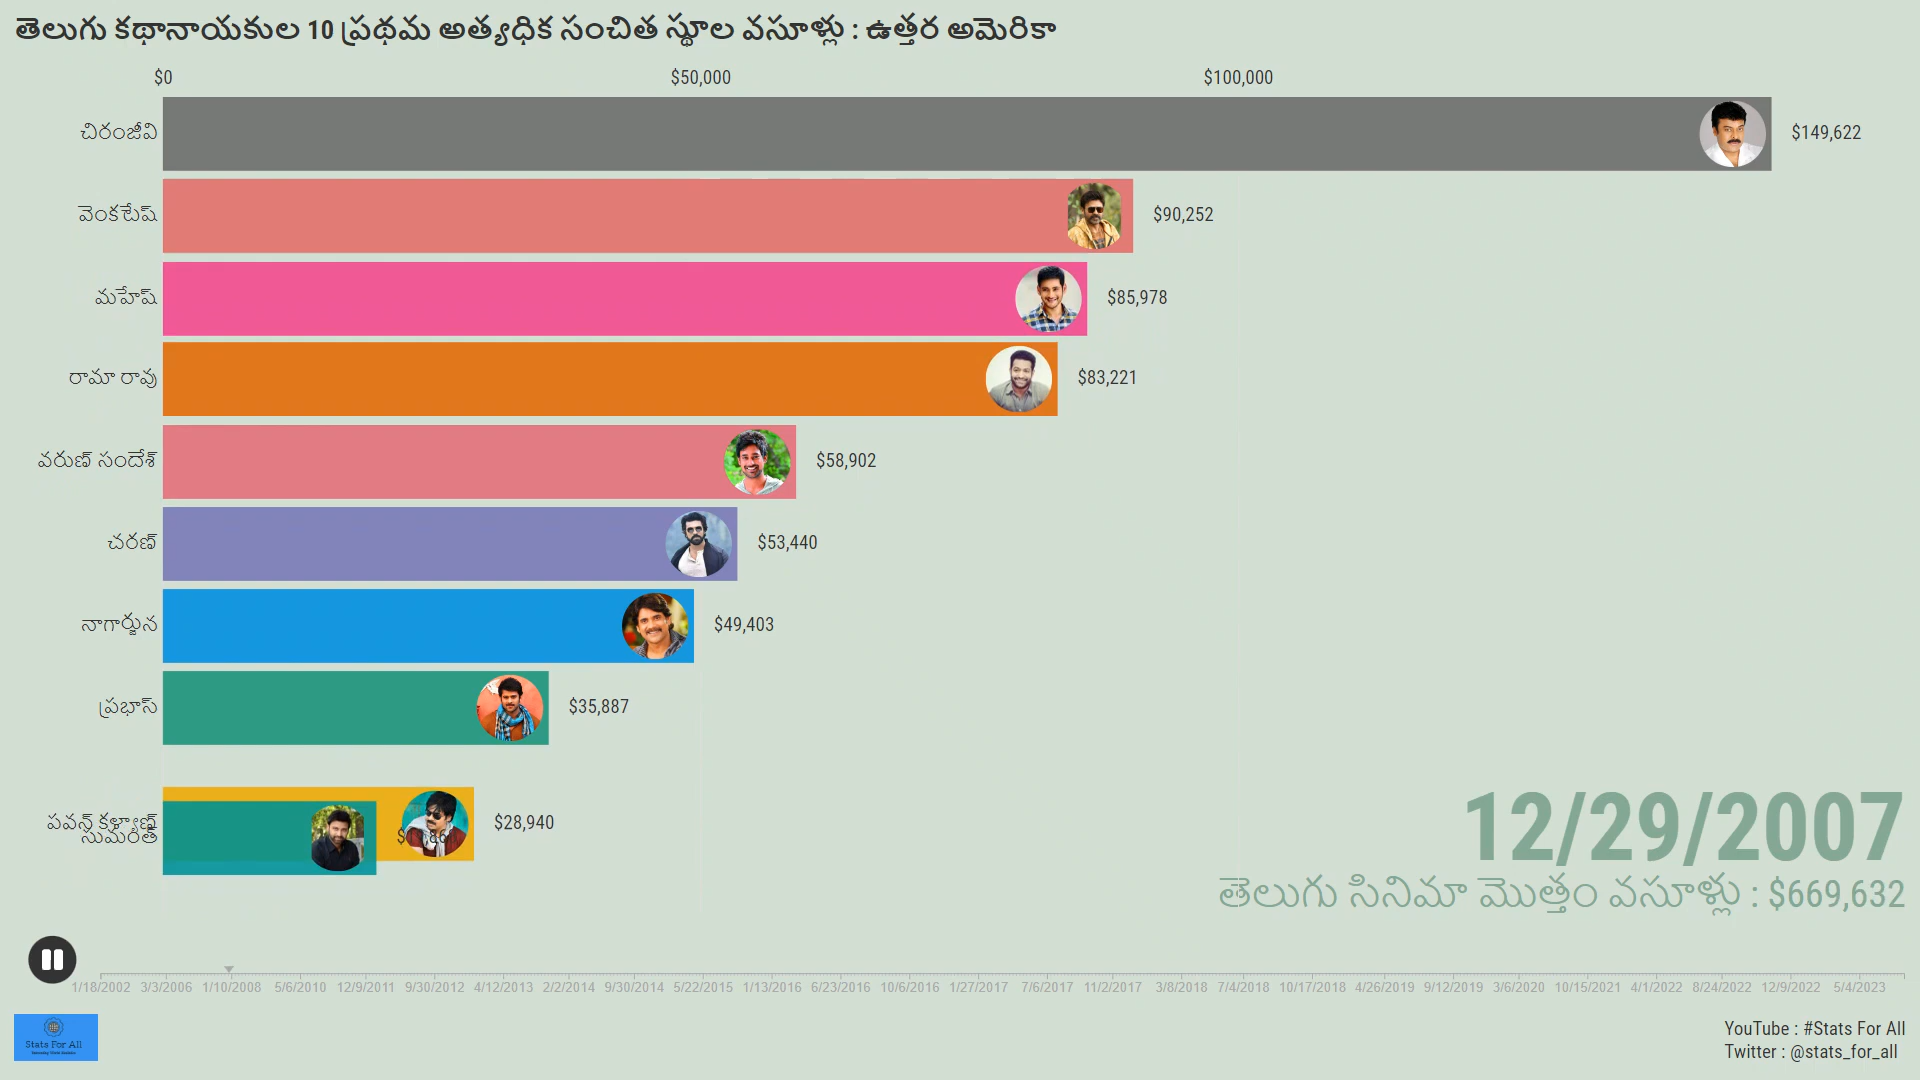 తెలుగు కథానాయకుల 10 ప్రథమ అత్యధిక సంచిత స్థూల వసూళ్లు : ఉత్తర అమెరికా
$0 $50,000 $100,000
చిరంజీవి $149,622
వెంకటేష్ $90,252
మహేష్ $85,978
రామా రావు $83,221
వరుణ్ సందేశ్ $58,902
చరణ్ $53,440
నాగార్జున $49,403
ప్రభాస్ $35,887
పవన్ కళ్యాణ్ $28,940
సుమంత్
12/29/2007
తెలుగు సినిమా మొత్తం వసూళ్లు : $669,632
1/18/2002 3/3/2006 1/10/2008 5/6/2010 12/9/2011 9/30/2012 4/12/2013 2/2/2014 9/30/2014 5/22/2015 1/13/2016 6/23/2016 10/6/2016 1/27/2017 7/6/2017 11/2/2017 3/8/2018 7/4/2018 10/17/2018 4/26/2019 9/12/2019 3/6/2020 10/15/2021 4/1/2022 8/24/2022 12/9/2022 5/4/2023
Stats For All
YouTube : #Stats For All
Twitter : @stats_for_all